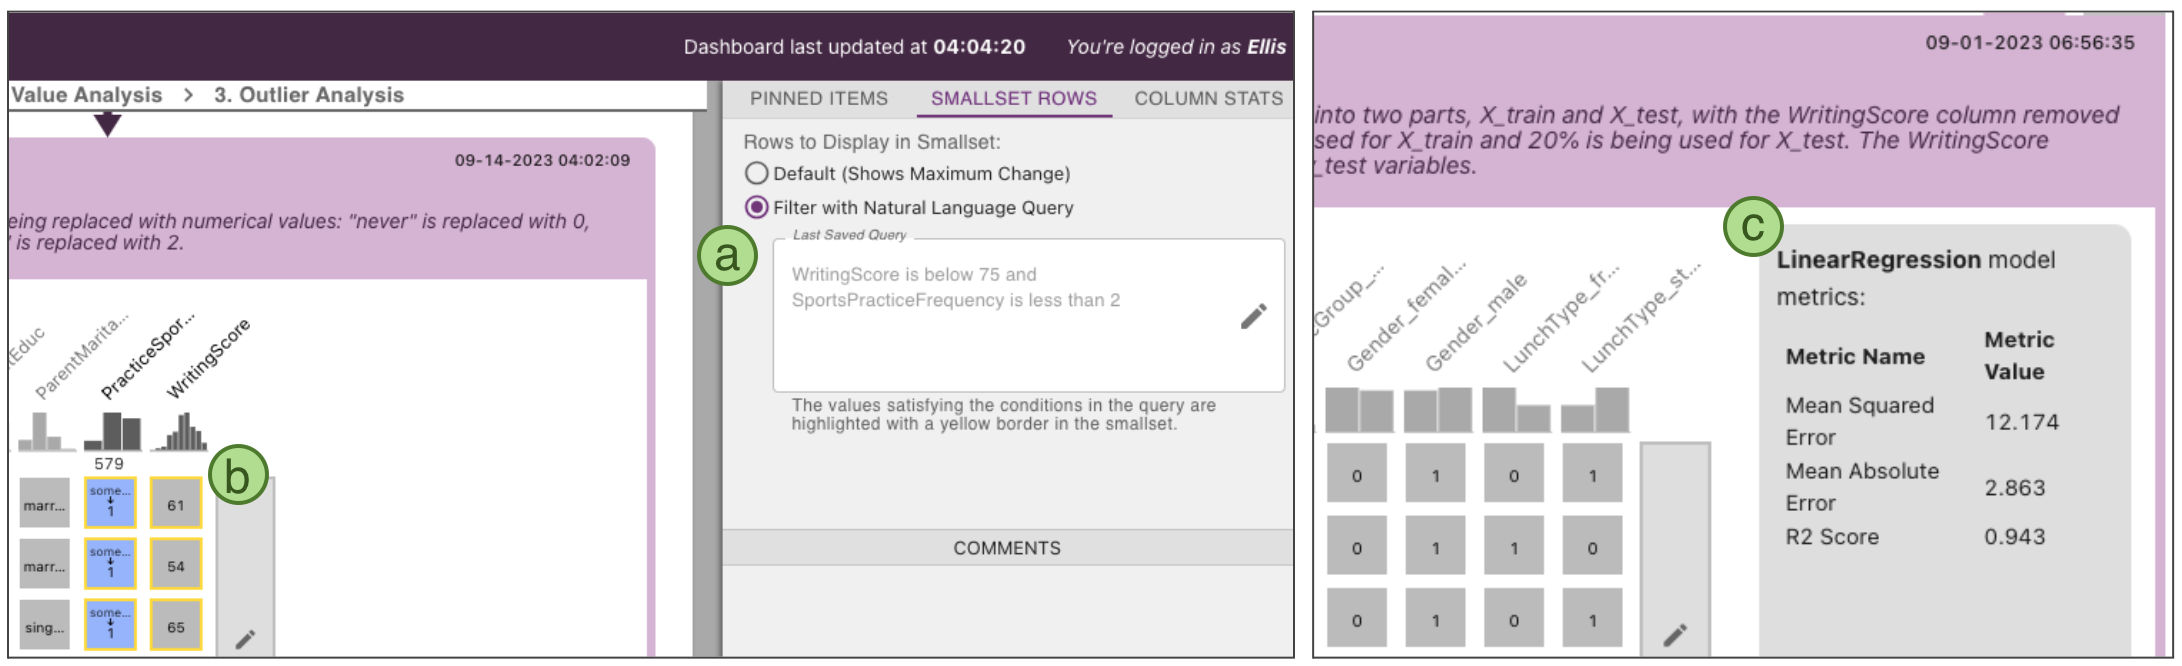 Dashboard last updated at 04:04:20 You're logged in as Ellis
Value Analysis > 3. Outlier Analysis
09-14-2023 04:02:09
eing replaced with numerical values: "never" is replaced with 0,
' is replaced with 2.
tEduc
ParentMarita...
PracticeSpor...
WritingScore
579
b
marr... some... 1 61
marr... some... 1 54
sing... some... 1 65
PINNED ITEMS SMALLSET ROWS COLUMN STATS
Rows to Display in Smallset:
Default (Shows Maximum Change)
Filter with Natural Language Query
a
Last Saved Query
WritingScore is below 75 and
SportsPracticeFrequency is less than 2
The values satisfying the conditions in the query are
highlighted with a yellow border in the smallset.
COMMENTS
09-01-2023 06:56:35
into two parts, X_train and X_test, with the WritingScore column removed
sed for X_train and 20% is being used for X_test. The WritingScore
_test variables.
Group_...
Gender_femal...
Gender_male
LunchType_fr...
LunchType_st...
0 1 0 1
0 1 1 0
0 1 0 1
c
LinearRegression model
metrics:
Metric Name Metric
Value
Mean Squared
Error 12.174
Mean Absolute
Error 2.863
R2 Score 0.943